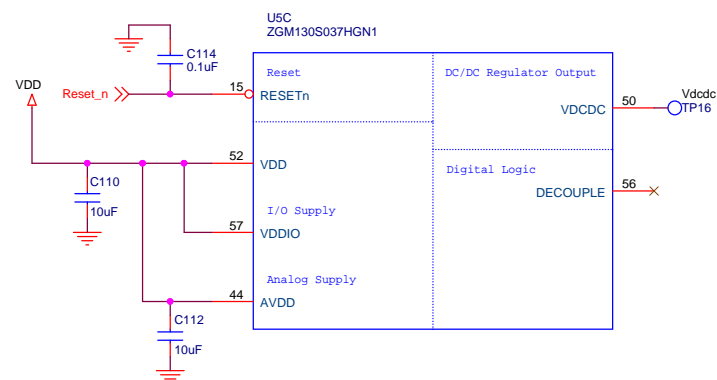 U5C
ZGM130S037HGN1
C114
0.1uF
Reset
DC/DC Regulator Output
VDD
Reset_n
15
RESETn
50
Vdcdc
TP16
VDCDC
52
VDD
Digital Logic
C110
10uF
56
DECOUPLE
I/O Supply
57
VDDIO
Analog Supply
44
AVDD
C112
10uF